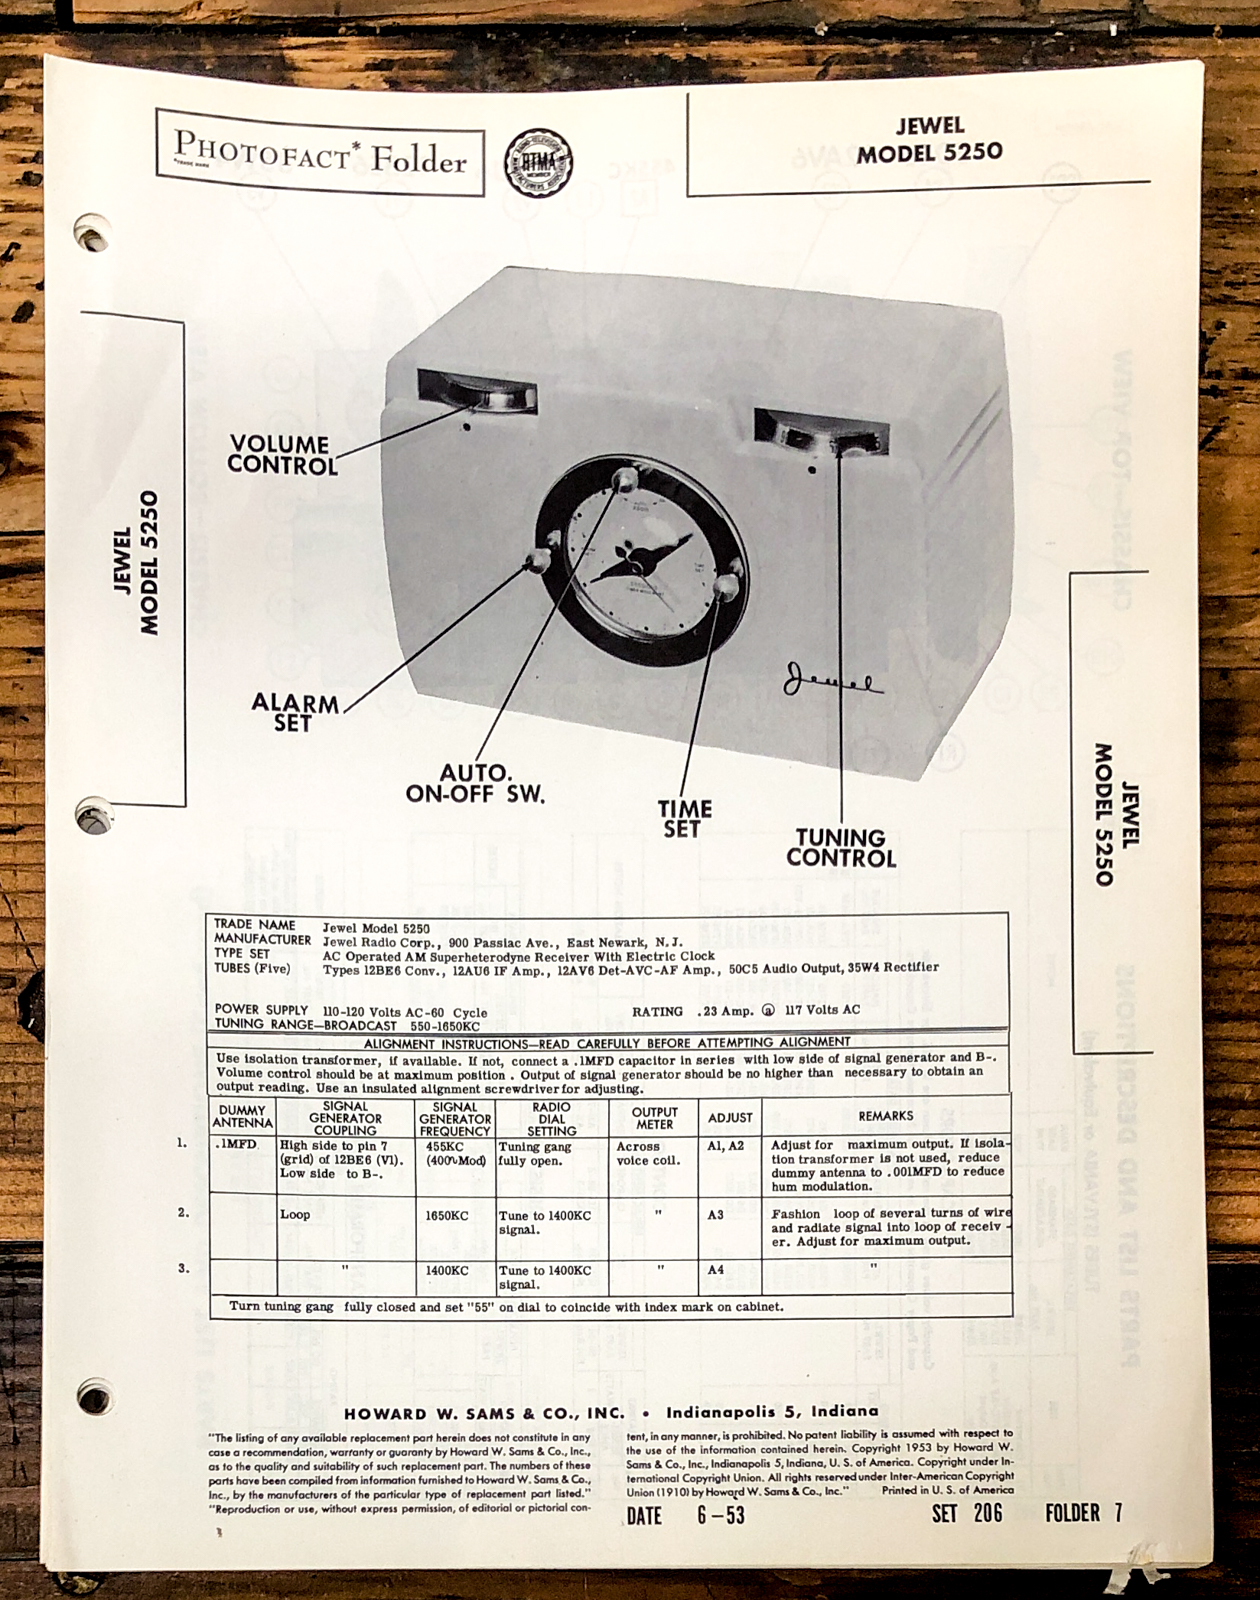 PHOTOFACT* Folder
*TRADE NAME
RTMA
JEWEL
MODEL 5250
JEWEL
MODEL 5250
VOLUME
CONTROL
ALARM
SET
AUTO.
ON-OFF SW.
TIME
SET
TUNING
CONTROL
Jewel
JEWEL
MODEL 5250
TRADE NAME Jewel Model 5250
MANUFACTURER Jewel Radio Corp., 900 Passiac Ave., East Newark, N.J.
TYPE SET AC Operated AM Superheterodyne Receiver With Electric Clock
TUBES (Five) Types 12BE6 Conv., 12AU6 IF Amp., 12AV6 Det-AVC-AF Amp., 50C5 Audio Output, 35W4 Rectifier
POWER SUPPLY 110-120 Volts AC-60 Cycle RATING .23 Amp. @ 117 Volts AC
TUNING RANGE—BROADCAST 550-1650KC
ALIGNMENT INSTRUCTIONS—READ CAREFULLY BEFORE ATTEMPTING ALIGNMENT
Use isolation transformer, if available. If not, connect a .1MFD capacitor in series with low side of signal generator and B-.
Volume control should be at maximum position . Output of signal generator should be no higher than necessary to obtain an
output reading. Use an insulated alignment screwdriver for adjusting.
DUMMY ANTENNA SIGNAL GENERATOR COUPLING SIGNAL GENERATOR FREQUENCY RADIO DIAL SETTING OUTPUT METER ADJUST REMARKS
1. .1MFD High side to pin 7 455KC Tuning gang Across A1, A2 Adjust for maximum output. If isola-
(grid) of 12BE6 (V1). (400∿Mod) fully open. voice coil. tion transformer is not used, reduce
Low side to B-. dummy antenna to .001MFD to reduce
hum modulation.
2. Loop 1650KC Tune to 1400KC " A3 Fashion loop of several turns of wire
signal. and radiate signal into loop of receiv-
er. Adjust for maximum output.
3. " 1400KC Tune to 1400KC " A4 "
signal.
Turn tuning gang fully closed and set "55" on dial to coincide with index mark on cabinet.
HOWARD W. SAMS & CO., INC. • Indianapolis 5, Indiana
"The listing of any available replacement part herein does not constitute in any
case a recommendation, warranty or guaranty by Howard W. Sams & Co., Inc.,
as to the quality and suitability of such replacement part. The numbers of these
parts have been compiled from information furnished to Howard W. Sams & Co.,
Inc., by the manufacturers of the particular type of replacement part listed."
"Reproduction or use, without express permission, of editorial or pictorial con-
tent, in any manner, is prohibited. No patent liability is assumed with respect to
the use of the information contained herein. Copyright 1953 by Howard W.
Sams & Co., Inc., Indianapolis 5, Indiana, U. S. of America. Copyright under In-
ternational Copyright Union. All rights reserved under Inter-American Copyright
Union (1910) by Howard W. Sams & Co., Inc." Printed in U. S. of America
DATE 6-53 SET 206 FOLDER 7